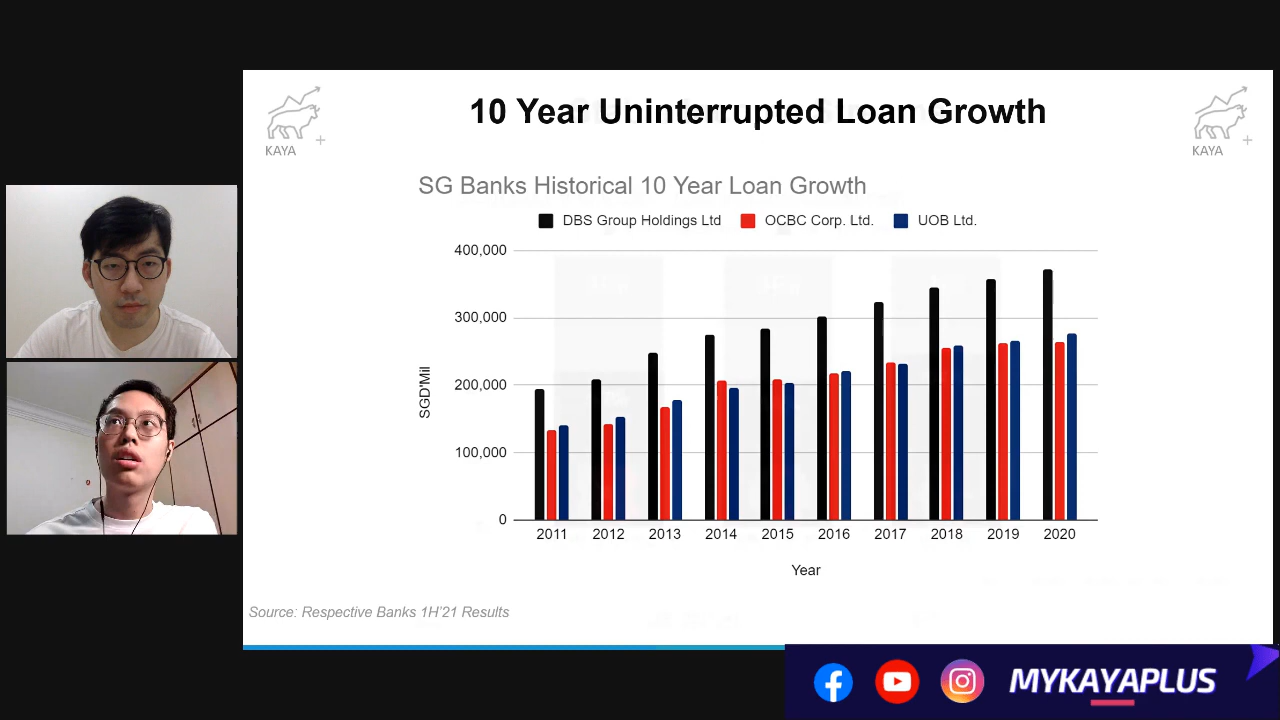 10 Year Uninterrupted Loan Growth
KAYA +
KAYA +
SG Banks Historical 10 Year Loan Growth
DBS Group Holdings Ltd OCBC Corp. Ltd. UOB Ltd.
400,000
300,000
200,000
100,000
0
SGD'Mil
2011 2012 2013 2014 2015 2016 2017 2018 2019 2020
Year
Source: Respective Banks 1H'21 Results
MYKAYAPLUS